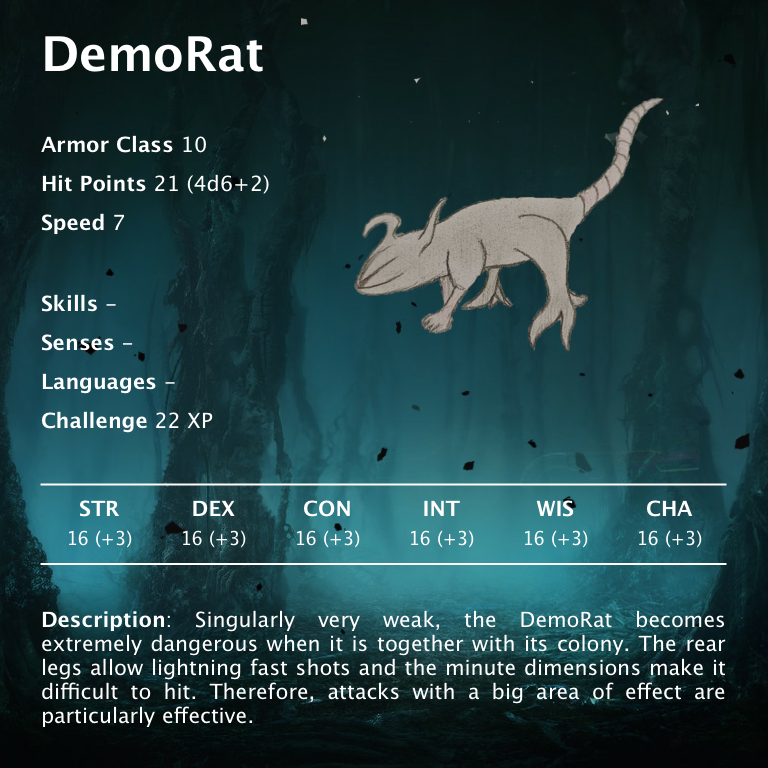 DemoRat
Armor Class 10
Hit Points 21 (4d6+2)
Speed 7
Skills –
Senses –
Languages –
Challenge 22 XP
STR DEX CON INT WIS CHA
16 (+3) 16 (+3) 16 (+3) 16 (+3) 16 (+3) 16 (+3)
Description: Singularly very weak, the DemoRat becomes
extremely dangerous when it is together with its colony. The rear
legs allow lightning fast shots and the minute dimensions make it
difficult to hit. Therefore, attacks with a big area of effect are
particularly effective.